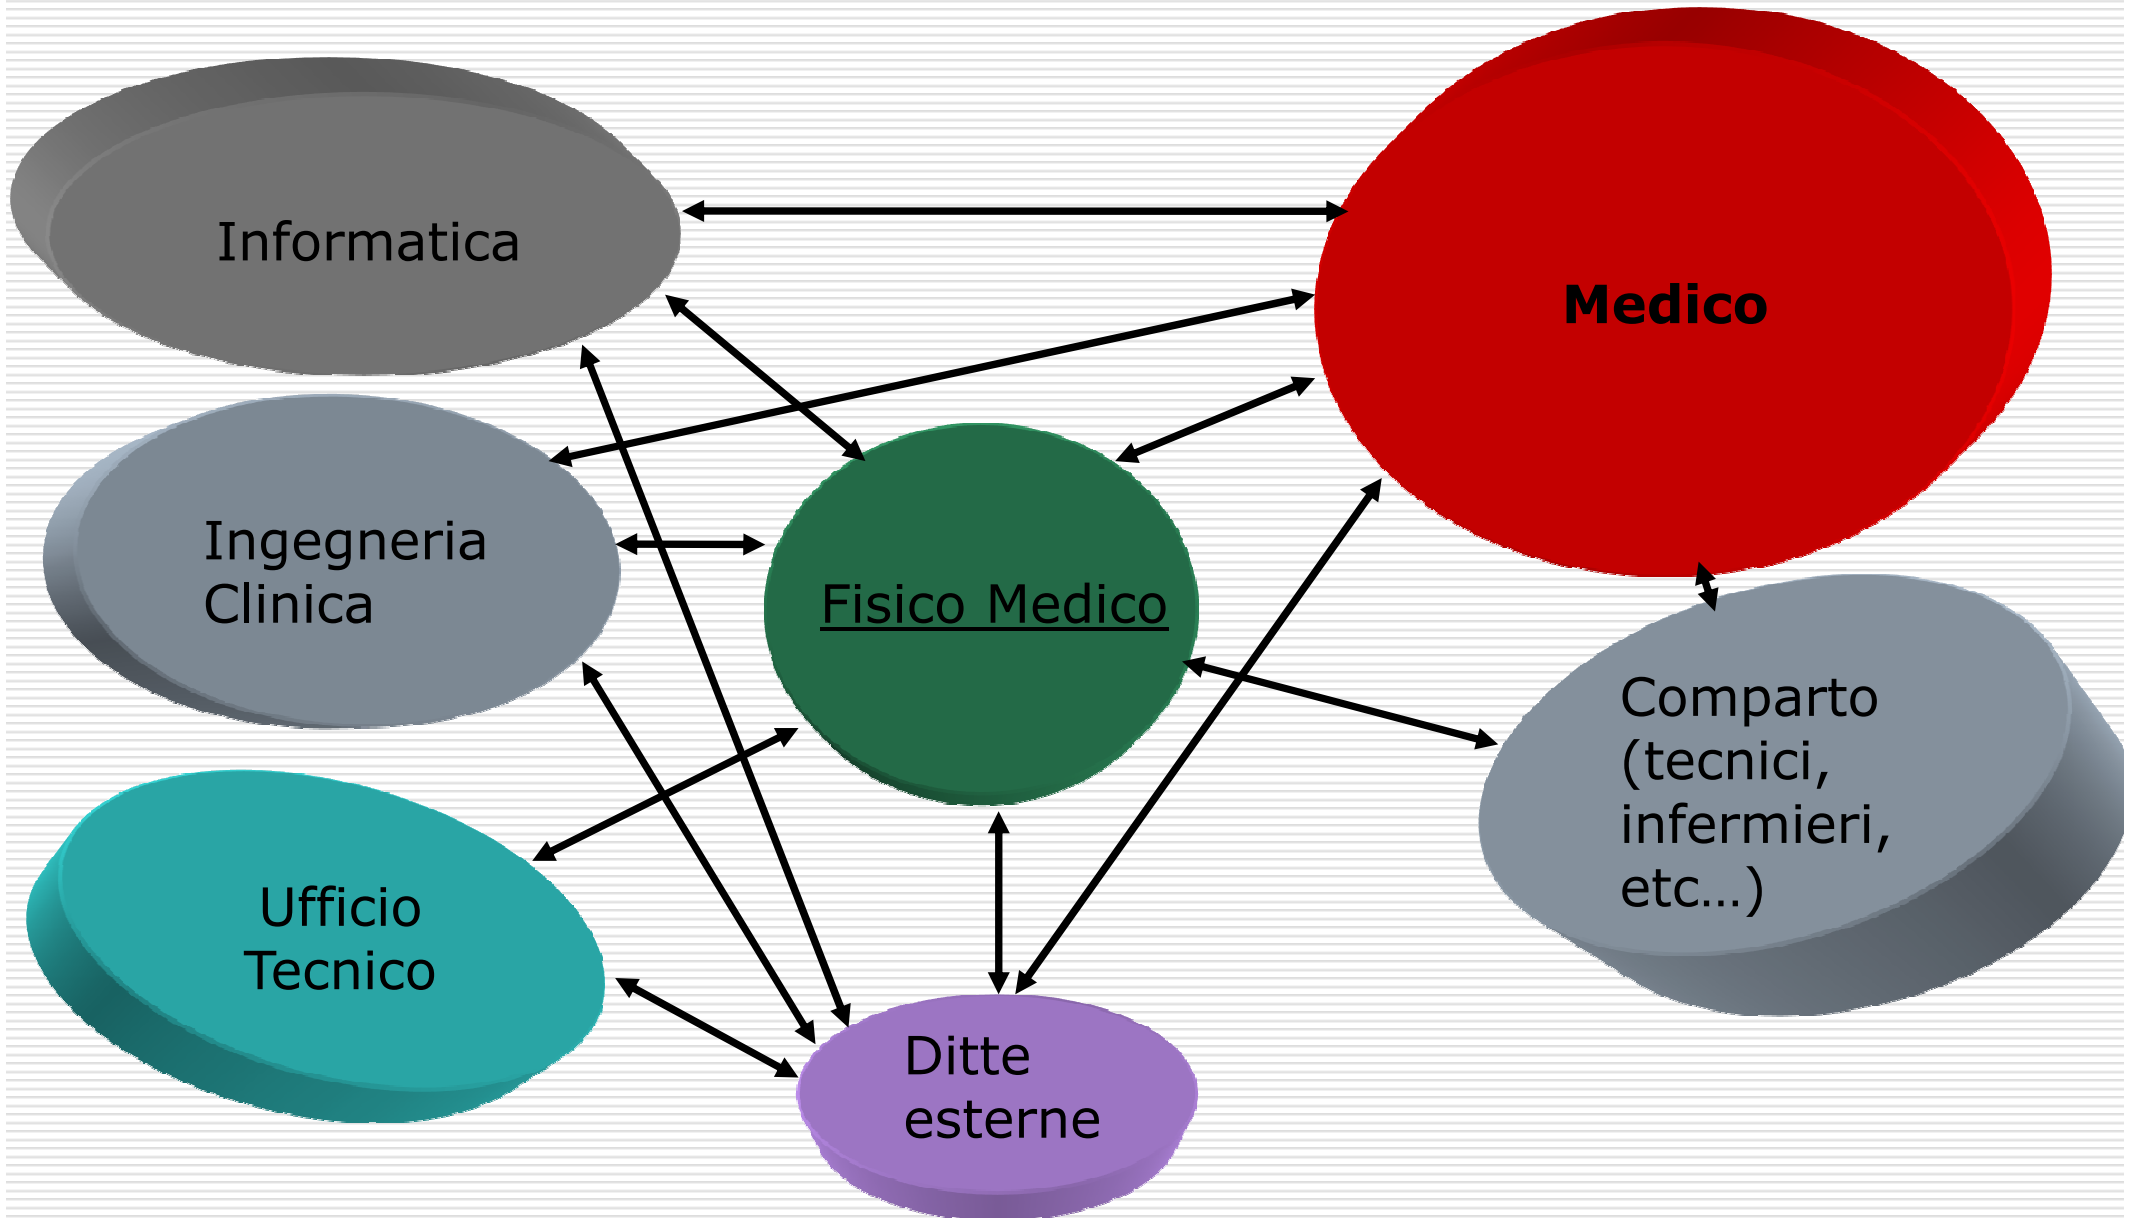 Informatica
Medico
Ingegneria
Clinica
Fisico Medico
Comparto
(tecnici,
infermieri,
etc…)
Ufficio
Tecnico
Ditte
esterne